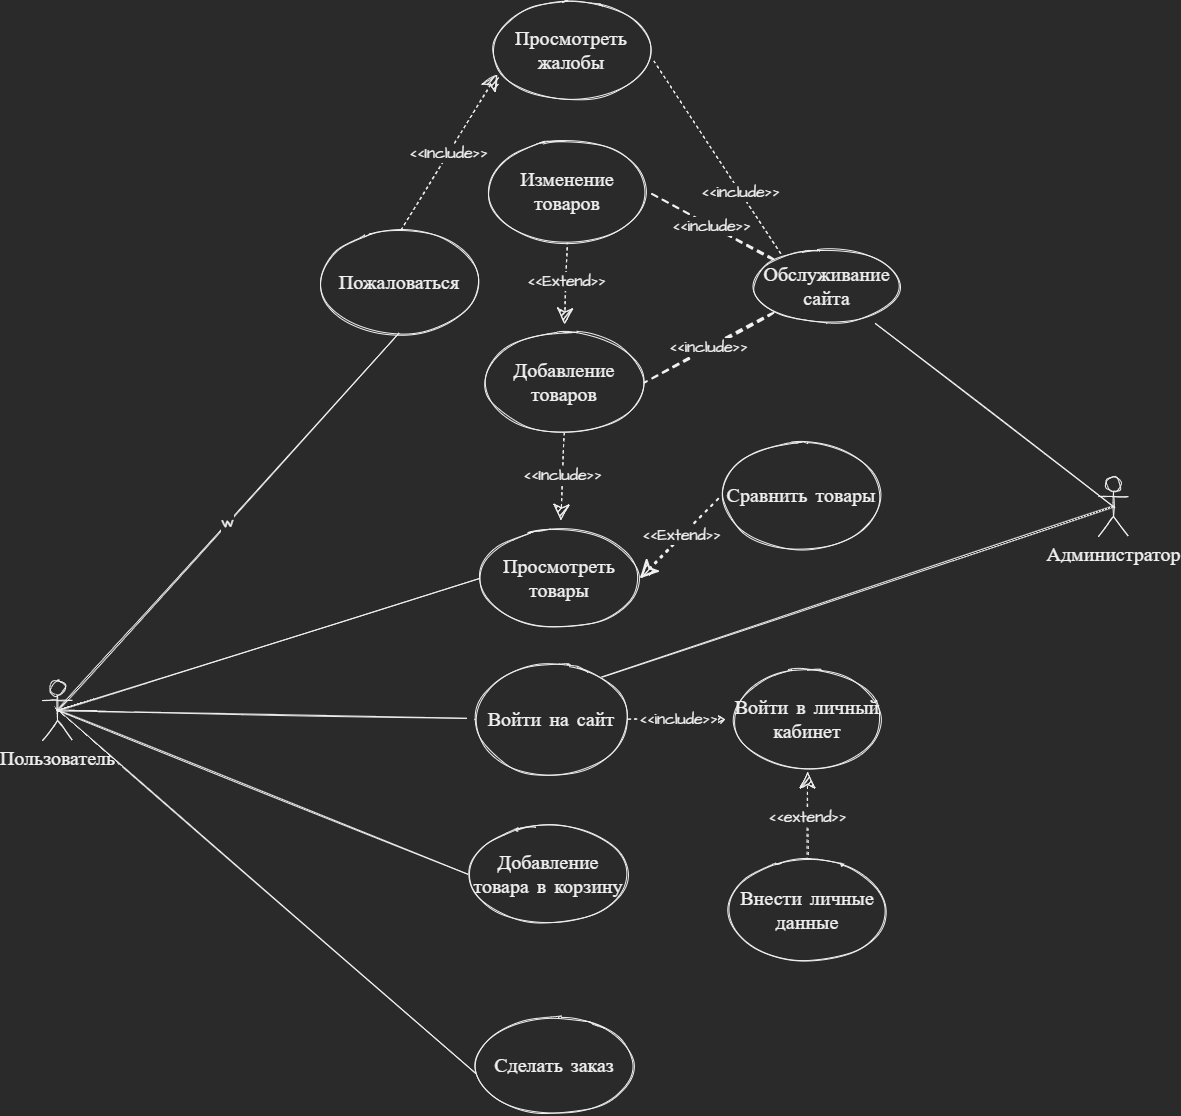 Просмотреть
жалобы
<<include>>
Изменение
товаров
<<include>>
<<include>>
Пожаловаться
<<Extend>>
Обслуживание
сайта
<<include>>
Добавление
товаров
<<include>>
Сравнить товары
w
<<Extend>>
Администратор
Просмотреть
товары
Войти на сайт
<<include>>
Войти в личный
кабинет
Пользователь
<<extend>>
Добавление
товара в корзину
Внести личные
данные
Сделать заказ